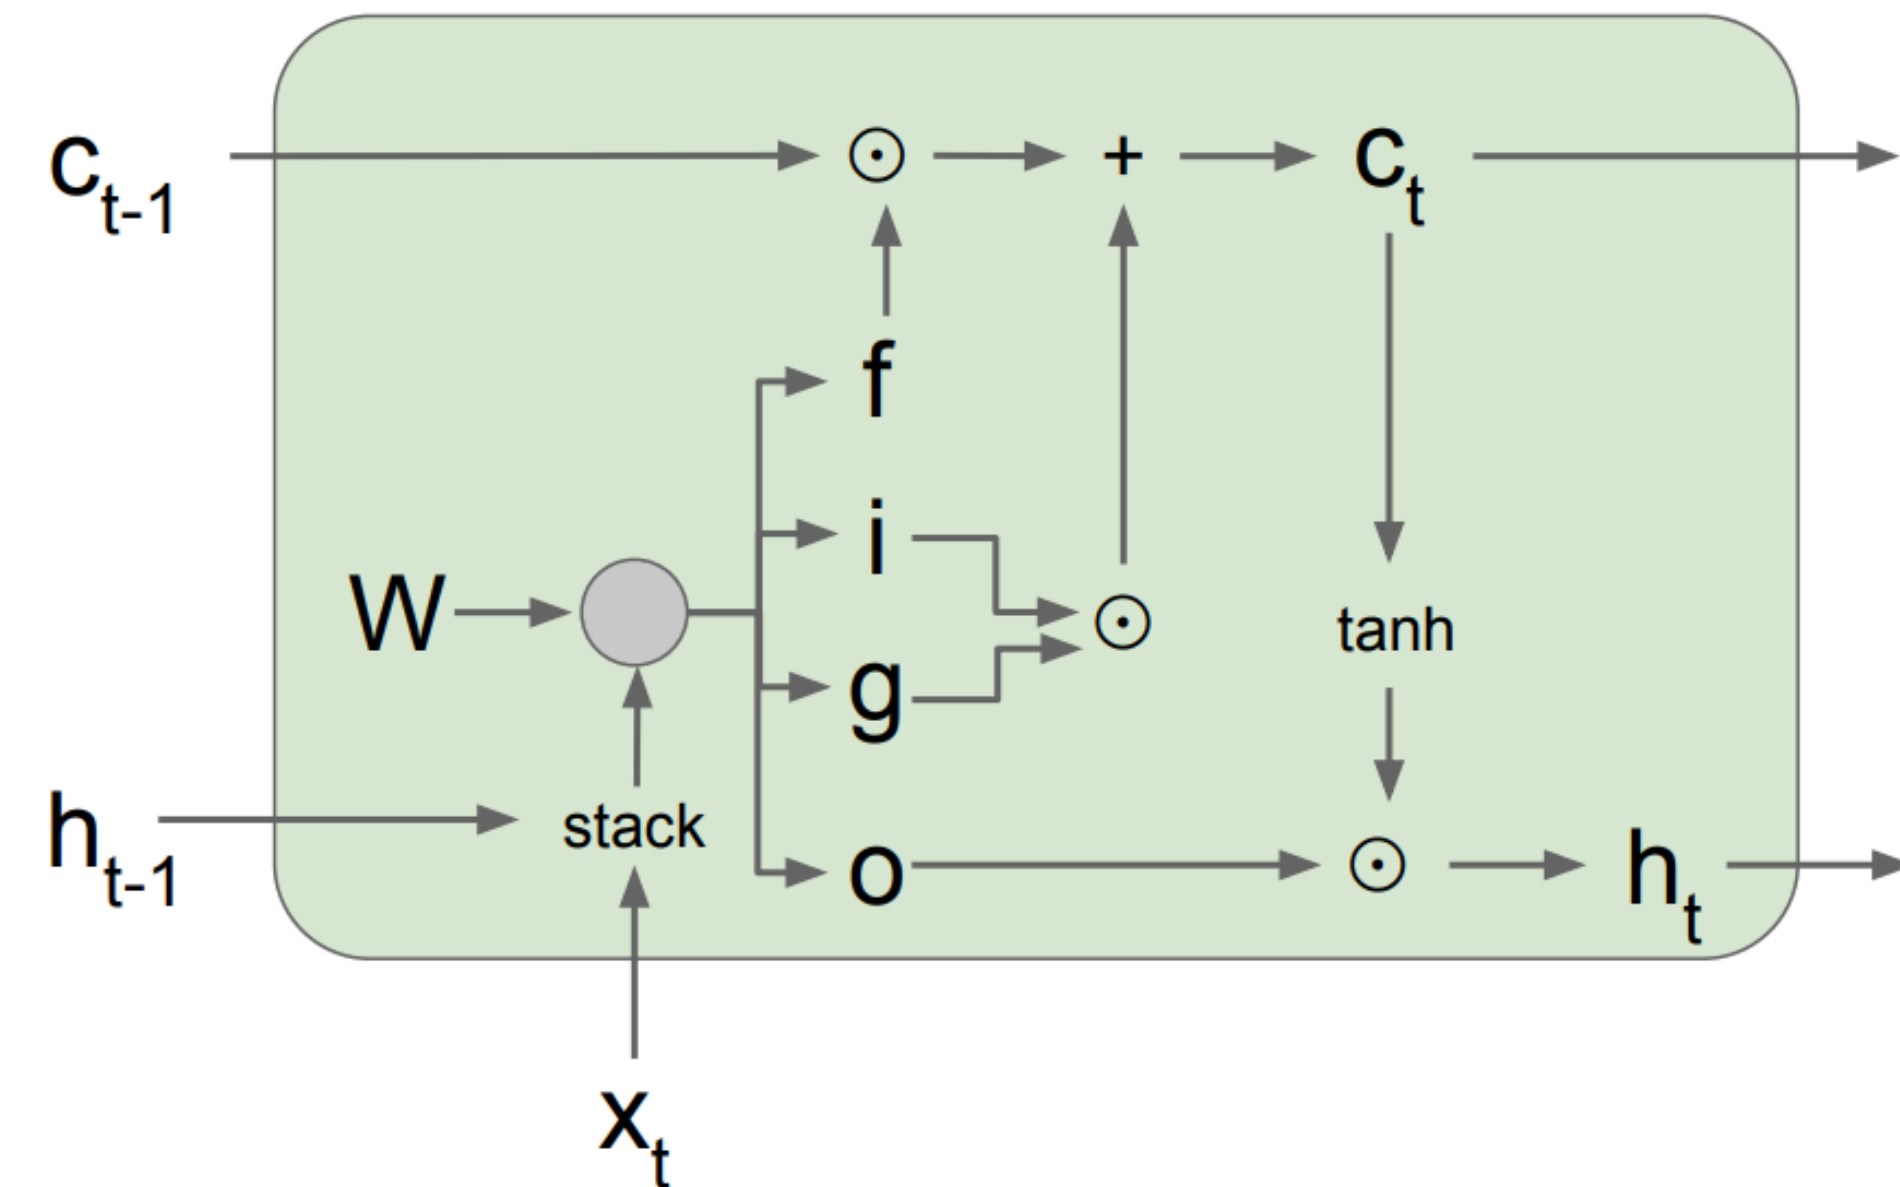 c_{t-1} ⊙ + c_t
f
i
W ⊙ tanh
g
h_{t-1} stack o ⊙ h_t
x_t